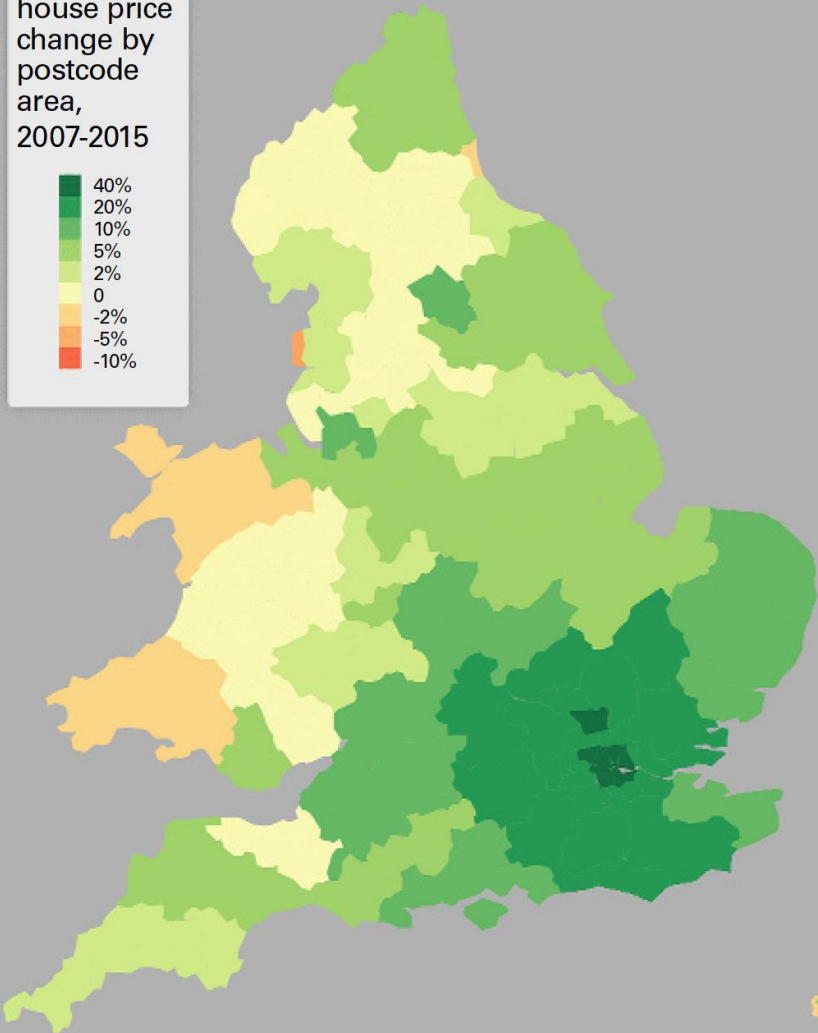 house price
change by
postcode
area,
2007-2015
40%
20%
10%
5%
2%
0
-2%
-5%
-10%